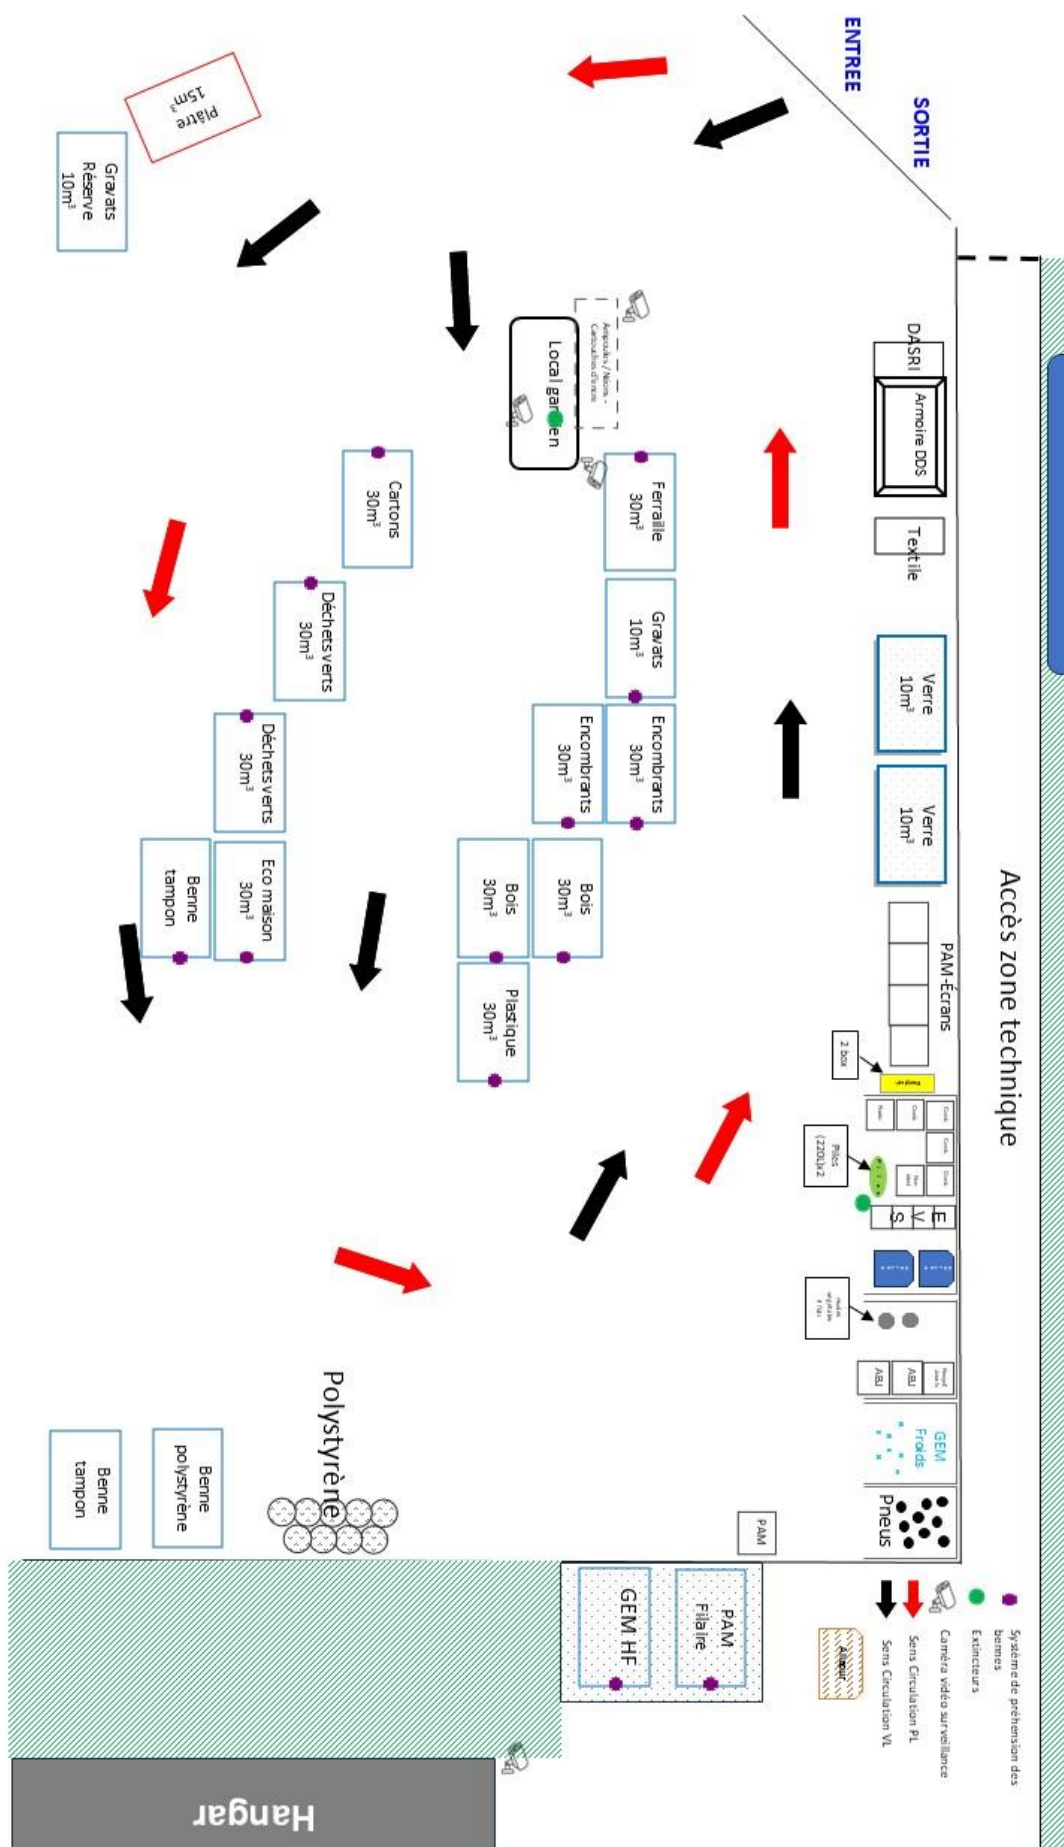 ENTREE
SORTIE
Plâtre
15m³
Gravats
Réserve
10m³
Ampoules / Néons -
Cartouches d'encre
Local gardien
DASRI
Armoire DDS
Textile
Cartons
30m³
Ferraille
30m³
Déchets verts
30m³
Gravats
10m³
Verre
10m³
Déchets verts
30m³
Encombrants
30m³
Encombrants
30m³
Verre
10m³
Benne
tampon
Eco maison
30m³
Bois
30m³
Bois
30m³
Plastique
30m³
Accès zone technique
PAM-Écrans
2 box
Piles
(220L)x2
E
V
S
ABJ
ABJ
GEM
Froids
Pneus
Polystyrène
Benne
tampon
Benne
polystyrène
PAM
GEM HF
PAM
Filaire
Système de préhension des
bennes
Extincteurs
Caméra vidéo surveillance
Sens Circulation PL
Sens Circulation VL
Hangar